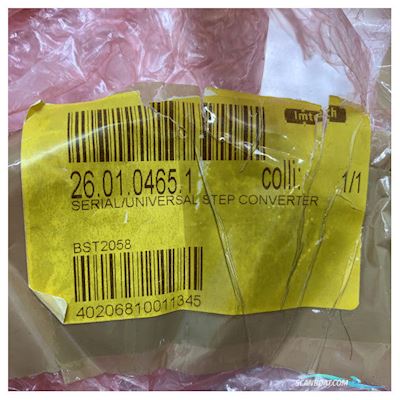 Imtech
26.01.0465.1 colli: 1/1
SERIAL/UNIVERSAL STEP CONVERTER
BST2058
40206810011345
SCANBOAT.COM